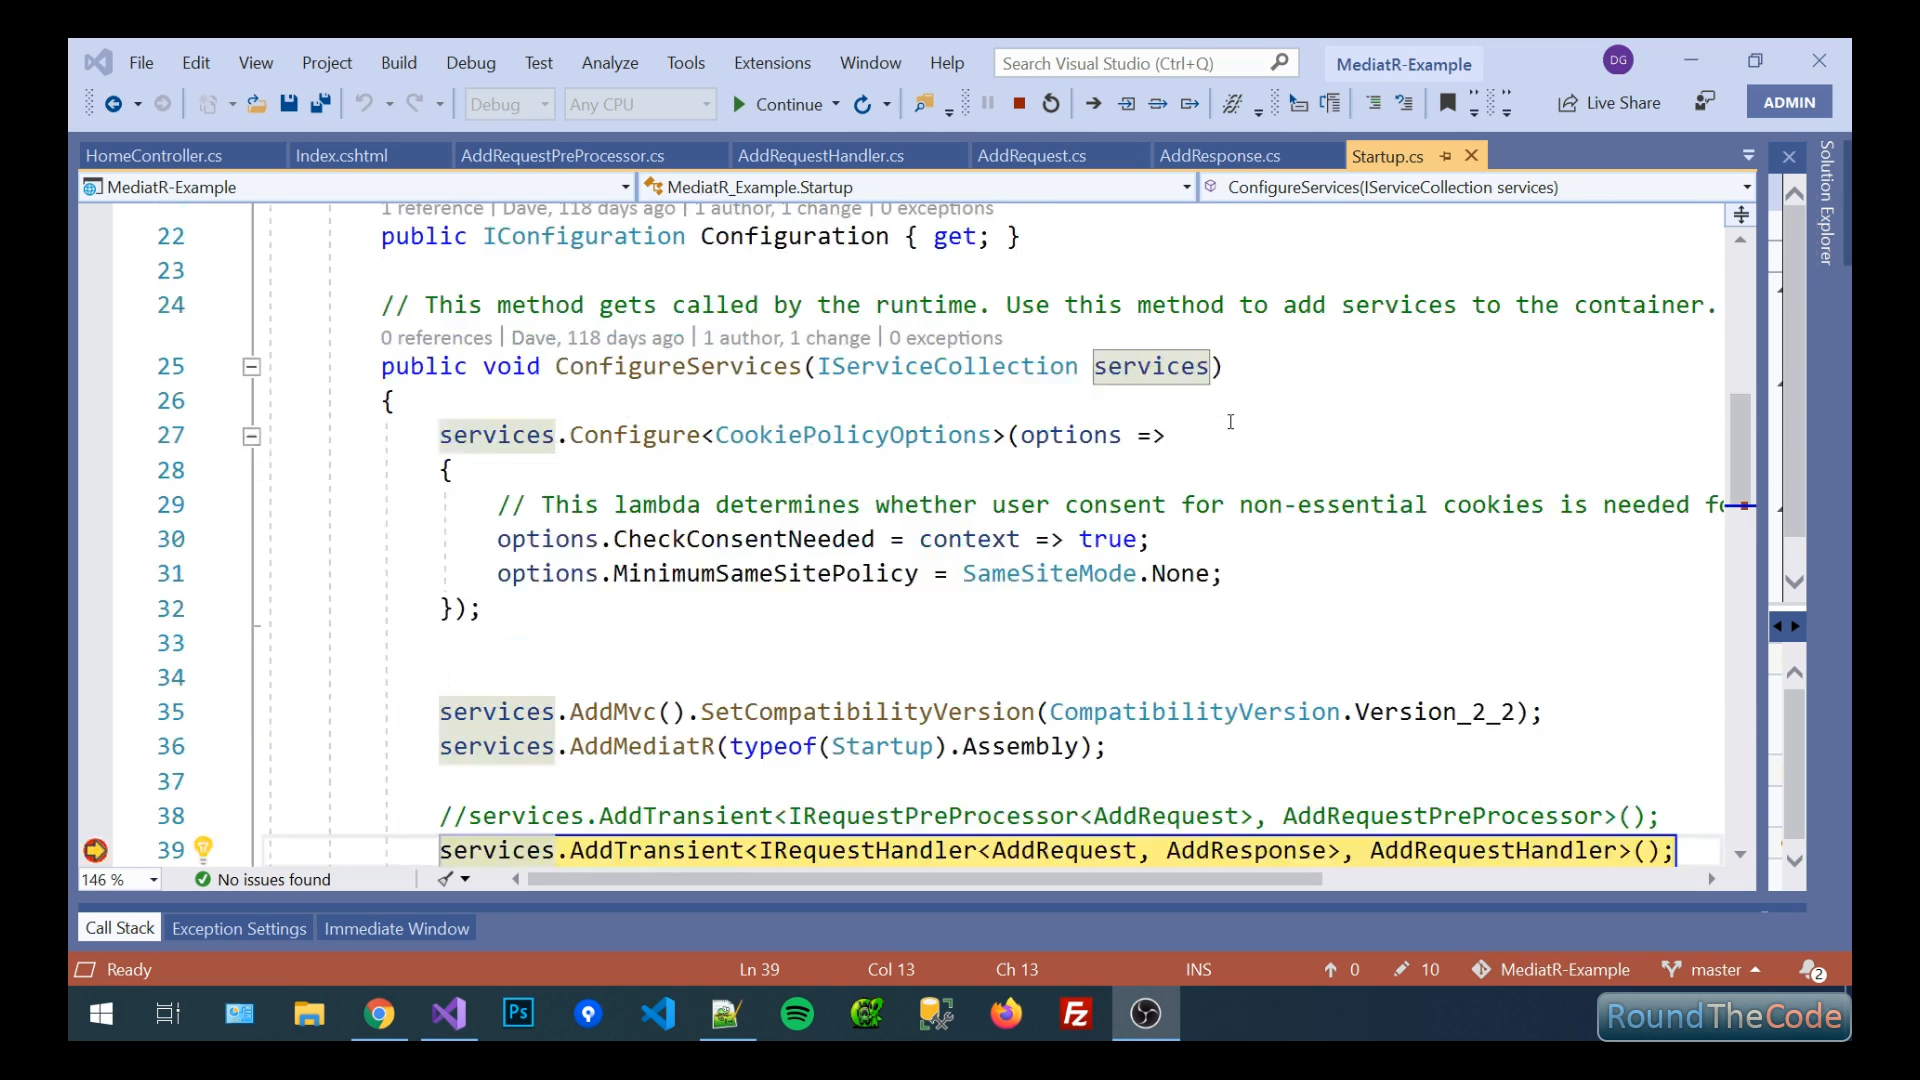 File Edit View Project Build Debug Test Analyze Tools Extensions Window Help Search Visual Studio (Ctrl+Q) MediatR-Example DG
Debug Any CPU Continue Live Share ADMIN
HomeController.cs Index.cshtml AddRequestPreProcessor.cs AddRequestHandler.cs AddRequest.cs AddResponse.cs Startup.cs
MediatR-Example MediatR_Example.Startup ConfigureServices(IServiceCollection services)
Solution Explorer
1 reference | Dave, 118 days ago | 1 author, 1 change | 0 exceptions
22 public IConfiguration Configuration { get; }
23
24 // This method gets called by the runtime. Use this method to add services to the container.
0 references | Dave, 118 days ago | 1 author, 1 change | 0 exceptions
25 public void ConfigureServices(IServiceCollection services)
26 {
27 services.Configure<CookiePolicyOptions>(options =>
28 {
29 // This lambda determines whether user consent for non-essential cookies is needed
30 options.CheckConsentNeeded = context => true;
31 options.MinimumSameSitePolicy = SameSiteMode.None;
32 });
33
34
35 services.AddMvc().SetCompatibilityVersion(CompatibilityVersion.Version_2_2);
36 services.AddMediatR(typeof(Startup).Assembly);
37
38 //services.AddTransient<IRequestPreProcessor<AddRequest>, AddRequestPreProcessor>();
39 services.AddTransient<IRequestHandler<AddRequest, AddResponse>, AddRequestHandler>();
146 % No issues found
Call Stack Exception Settings Immediate Window
Ready Ln 39 Col 13 Ch 13 INS 0 10 MediatR-Example master 2
Ps Fz
RoundTheCode